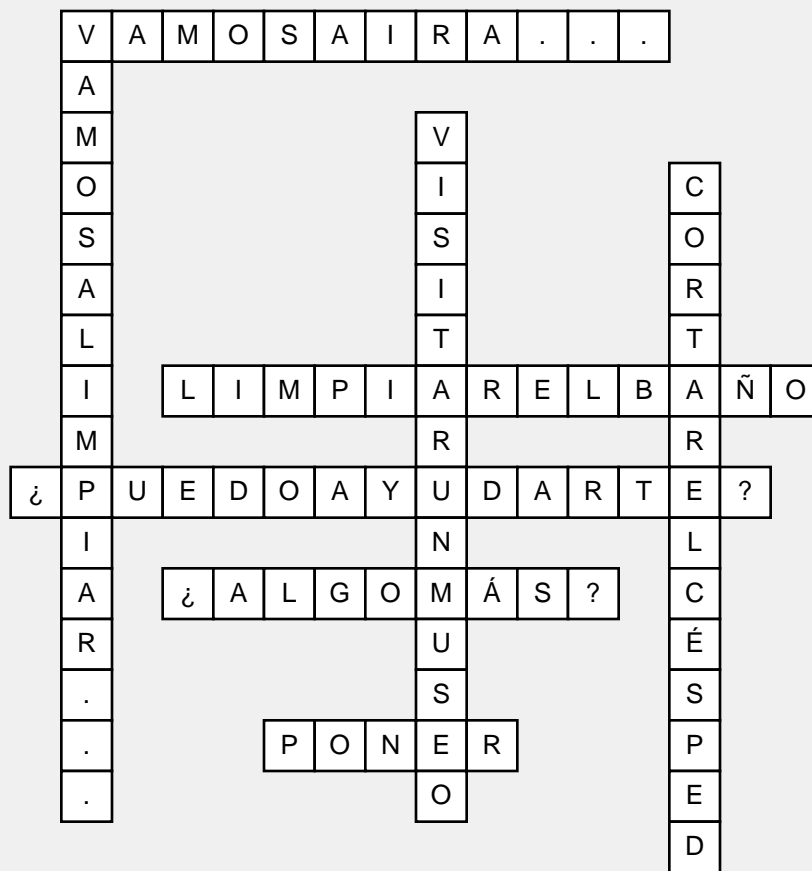 VAMOSAIRA...
VAMOSALIMPIAR...
VISITARUNMUSEO
CORTARELCÉSPED
LIMPIARELBAÑO
¿PUEDOAYUDARTE?
¿ALGOMÁS?
PONER